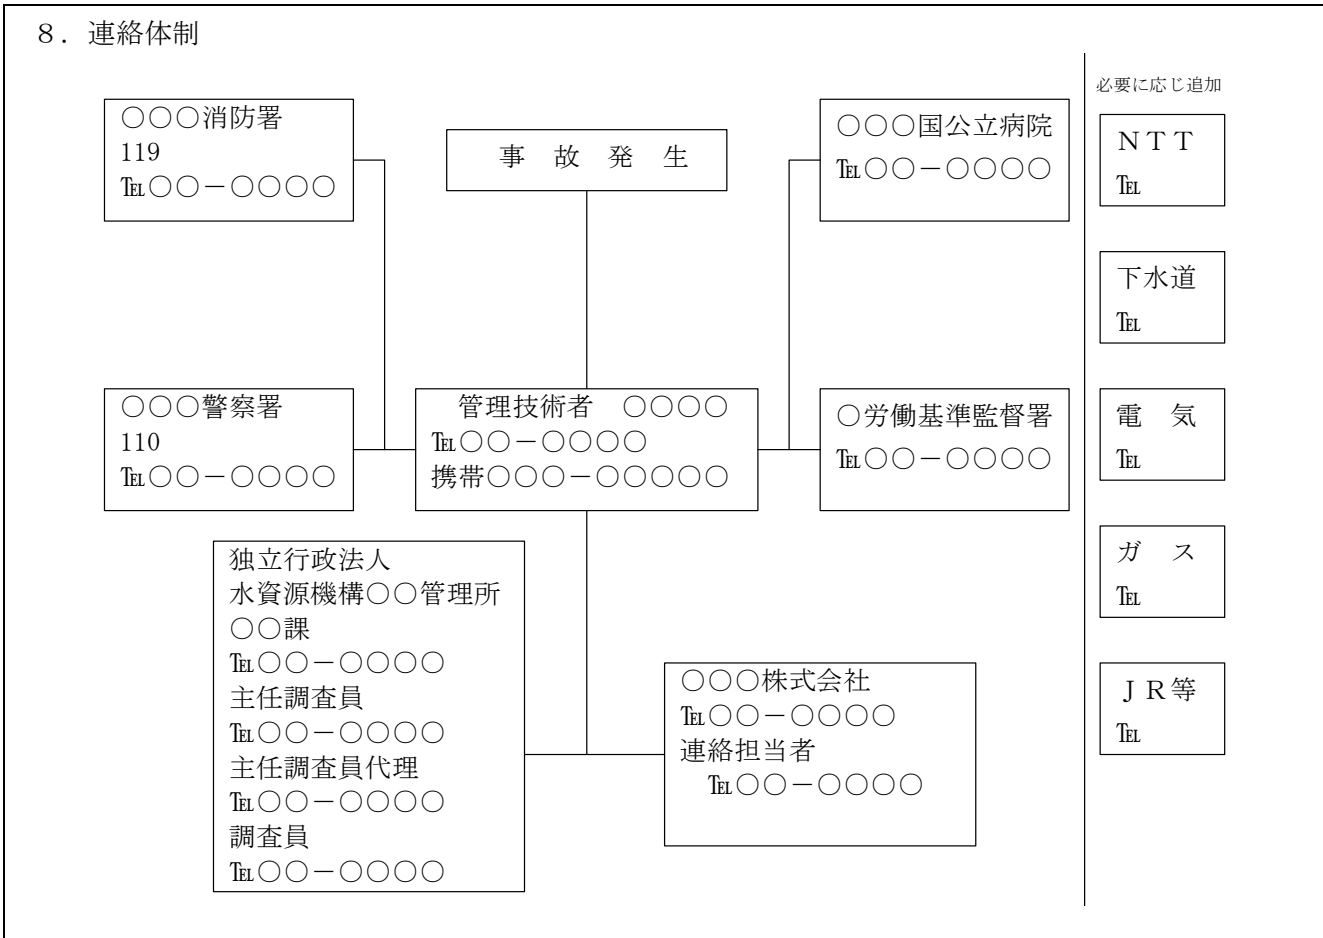 ８．連絡体制
必要に応じ追加
○○○消防署
119
℡○○－○○○○
事　故　発　生
○○○国公立病院
℡○○－○○○○
ＮＴＴ
℡
下水道
℡
○○○警察署
110
℡○○－○○○○
管理技術者　○○○○
℡○○－○○○○
携帯○○○－○○○○○
○労働基準監督署
℡○○－○○○○
電　気
℡
ガ　ス
℡
独立行政法人
水資源機構○○管理所
○○課
℡○○－○○○○
主任調査員
℡○○－○○○○
主任調査員代理
℡○○－○○○○
調査員
℡○○－○○○○
○○○株式会社
℡○○－○○○○
連絡担当者
℡○○－○○○○
ＪＲ等
℡